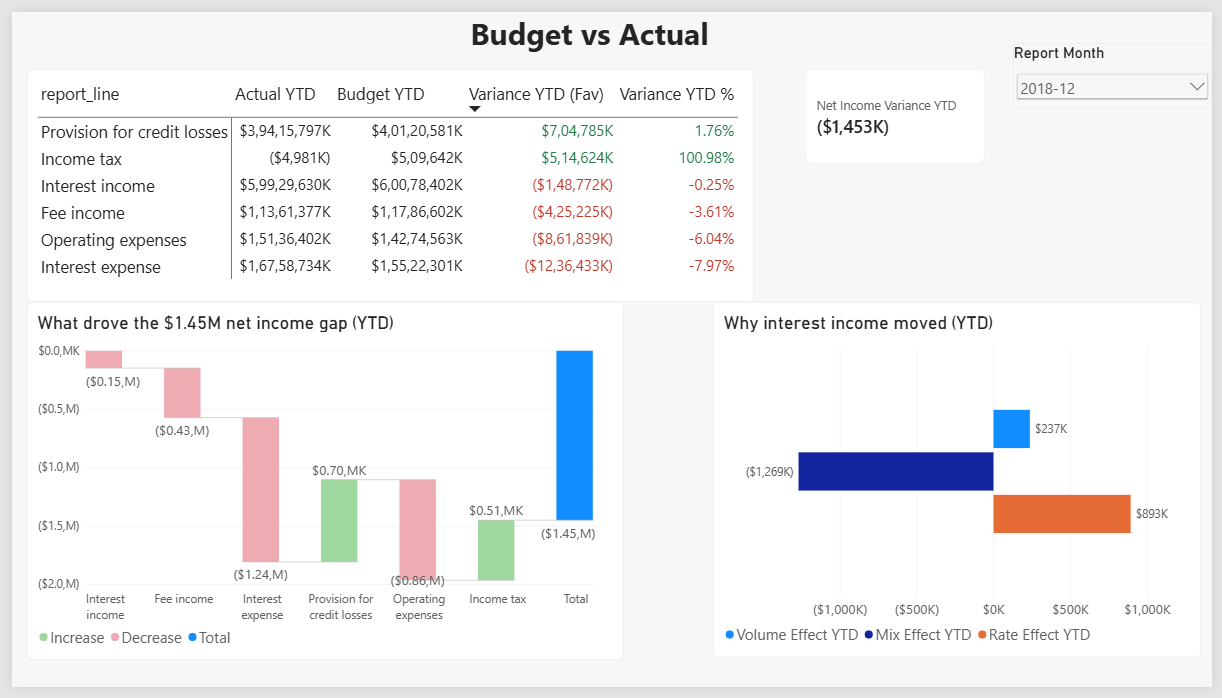 Budget vs Actual
Report Month
2018-12
report_line Actual YTD Budget YTD Variance YTD (Fav) Variance YTD %
Provision for credit losses $3,94,15,797K $4,01,20,581K $7,04,785K 1.76%
Income tax ($4,981K) $5,09,642K $5,14,624K 100.98%
Interest income $5,99,29,630K $6,00,78,402K ($1,48,772K) -0.25%
Fee income $1,13,61,377K $1,17,86,602K ($4,25,225K) -3.61%
Operating expenses $1,51,36,402K $1,42,74,563K ($8,61,839K) -6.04%
Interest expense $1,67,58,734K $1,55,22,301K ($12,36,433K) -7.97%
Net Income Variance YTD
($1,453K)
What drove the $1.45M net income gap (YTD)
$0.0,MK
($0.5,M)
($1.0,M)
($1.5,M)
($2.0,M)
($0.15,M)
($0.43,M)
($1.24,M)
$0.70,MK
($0.86,M)
$0.51,MK
($1.45,M)
Interest income
Fee income
Interest expense
Provision for credit losses
Operating expenses
Income tax
Total
Increase Decrease Total
Why interest income moved (YTD)
$237K
($1,269K)
$893K
($1,000K) ($500K) $0K $500K $1,000K
Volume Effect YTD Mix Effect YTD Rate Effect YTD